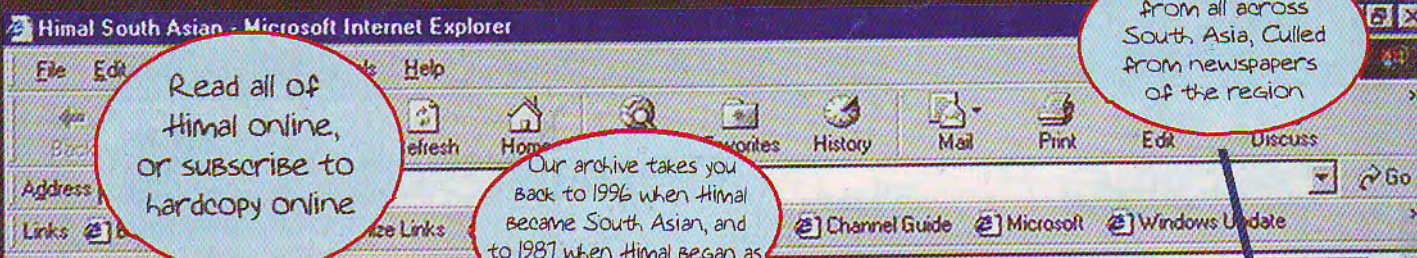 Himal South Asian - Microsoft Internet Explorer
from all across
South Asia, Culled
from newspapers
of the region
File Help
Read all of
Himal online,
or subscribe to
hardcopy online
History Mail Print Edit Discuss
Our archive takes you
Back to 1996 when Himal
Became South Asian, and
to 1987 when Himal Began as
Address Go
Links Channel Guide Microsoft Windows Update